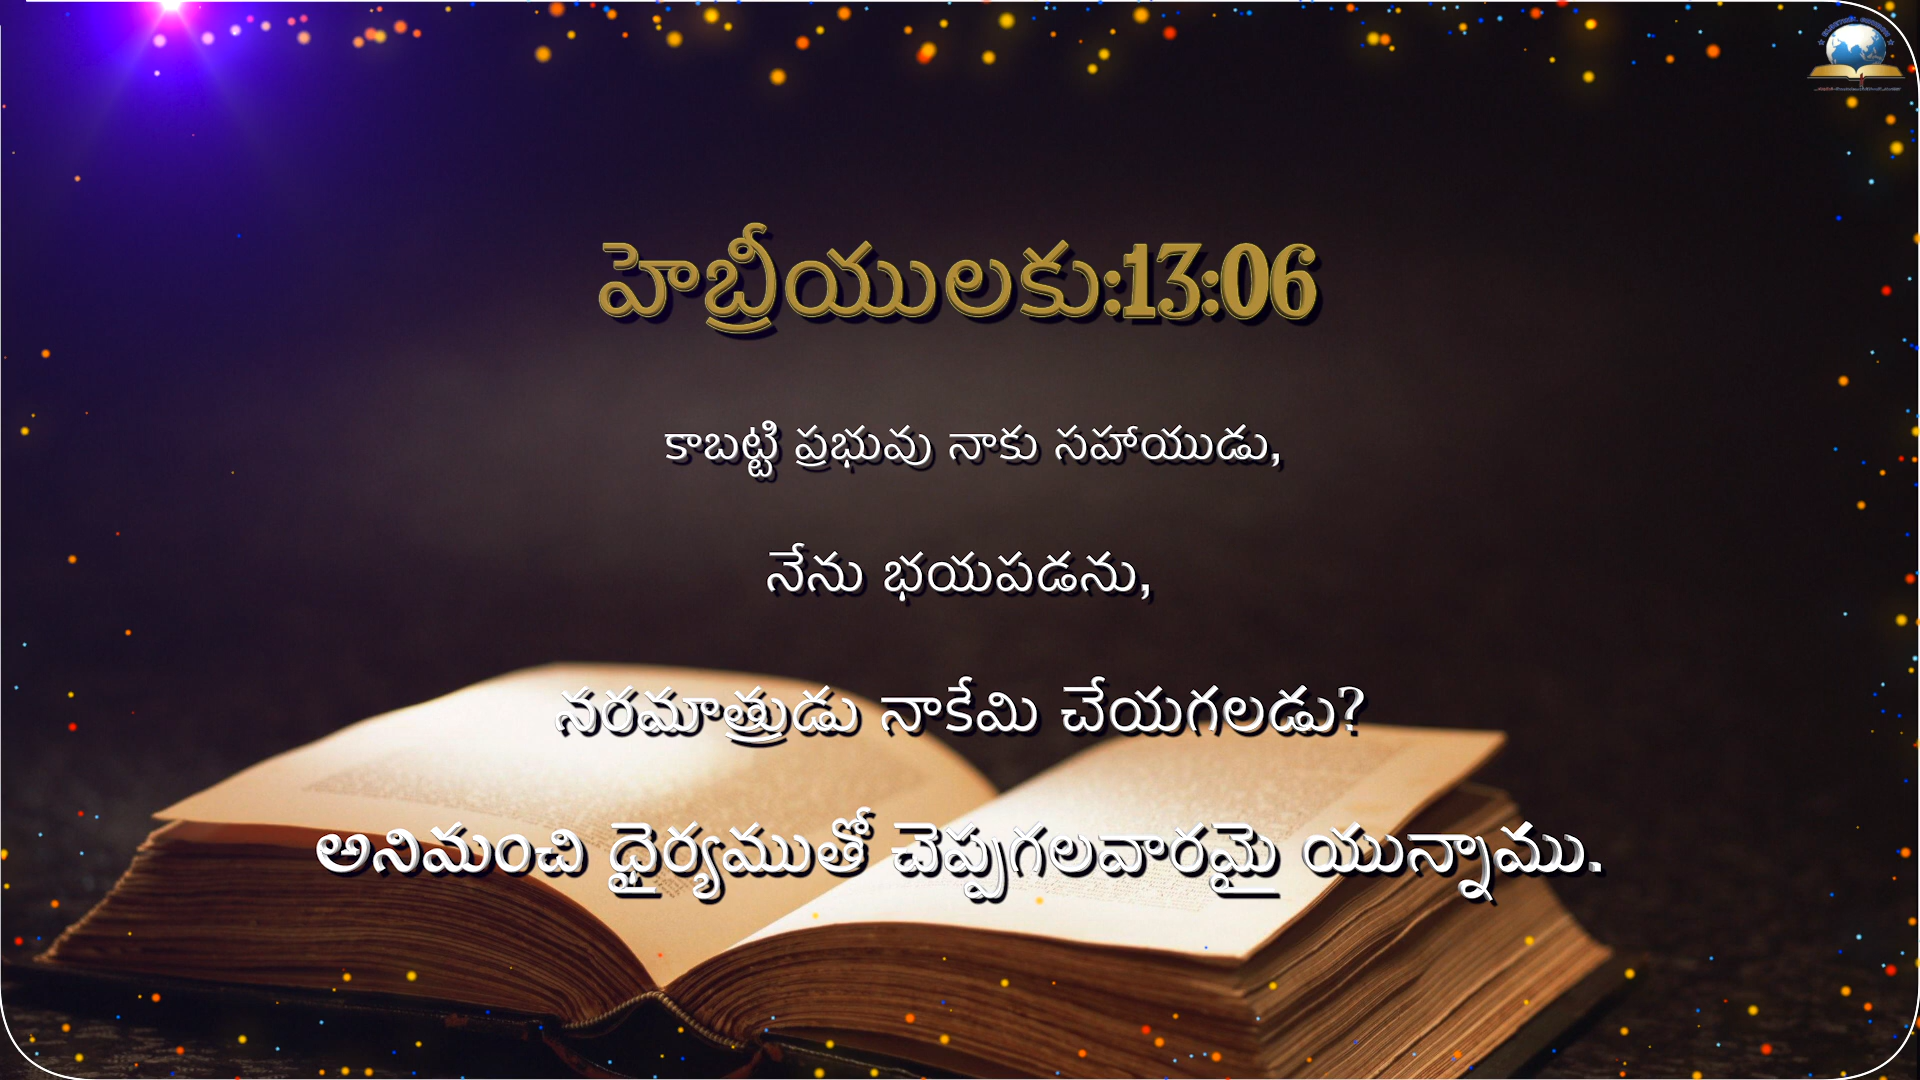 హెబ్రీయులకు:13:06
కాబట్టి ప్రభువు నాకు సహాయుడు,
నేను భయపడను,
నరమాత్రుడు నాకేమి చేయగలడు?
అనిమంచి ధైర్యముతో చెప్పగలవారమై యున్నాము.